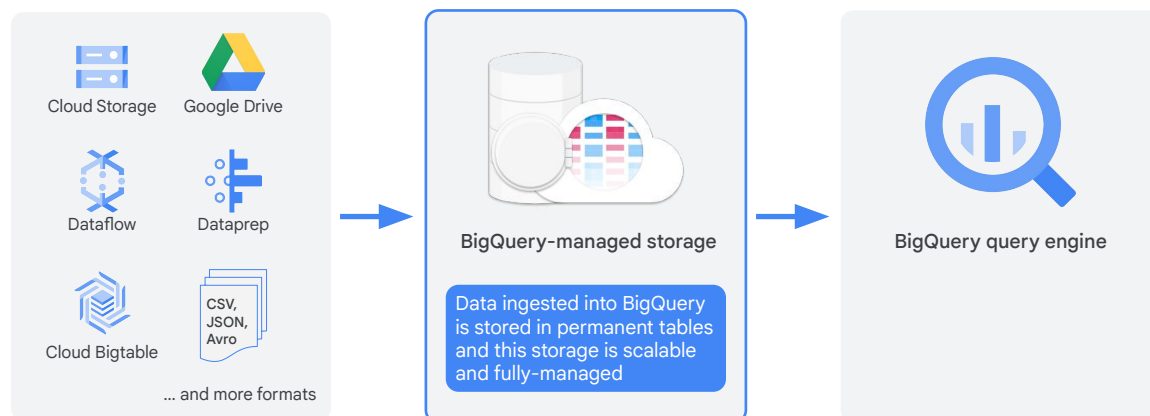 Cloud Storage
Google Drive
Dataflow
Dataprep
Cloud Bigtable
CSV,
JSON,
Avro
... and more formats
BigQuery-managed storage
Data ingested into BigQuery
is stored in permanent tables
and this storage is scalable
and fully-managed
BigQuery query engine